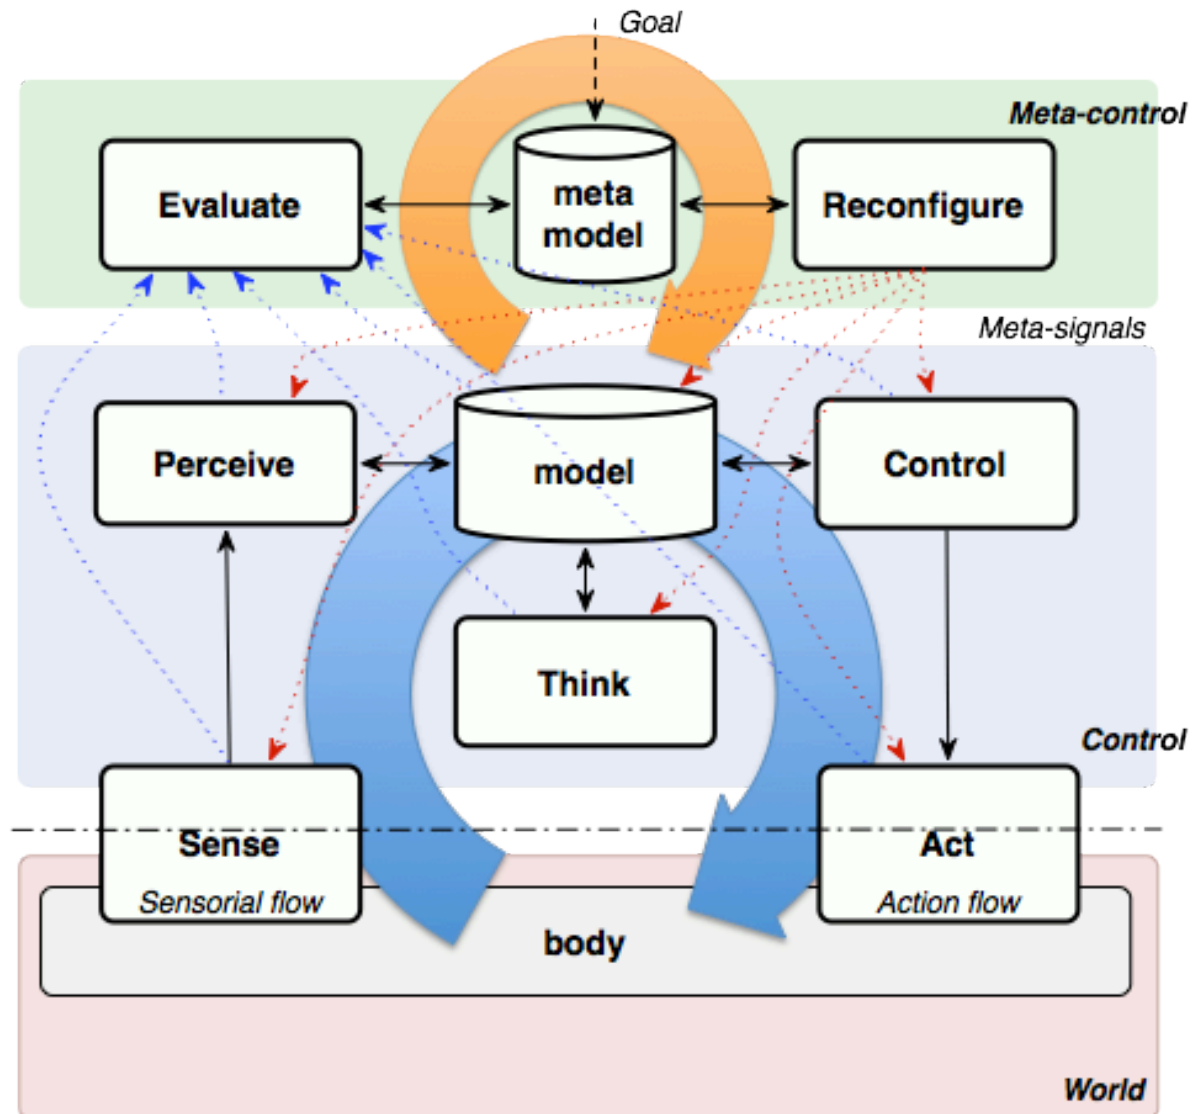 Goal
Meta-control
Evaluate
meta
model
Reconfigure
Meta-signals
Perceive
model
Control
Think
Control
Sense
Act
Sensorial flow
Action flow
body
World